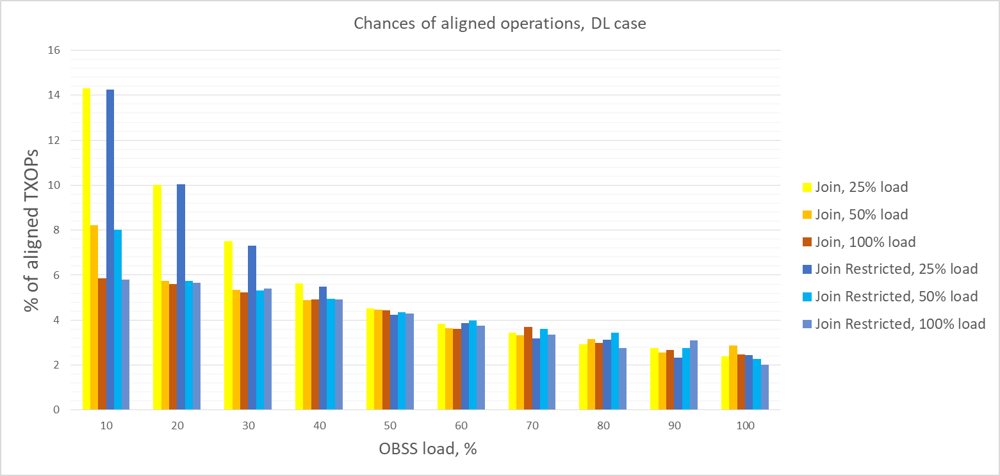 Chances of aligned operations, DL case
16
14
12
10
8
6
4
2
0
% of aligned TXOPs
10 20 30 40 50 60 70 80 90 100
OBSS load, %
Join, 25% load
Join, 50% load
Join, 100% load
Join Restricted, 25% load
Join Restricted, 50% load
Join Restricted, 100% load